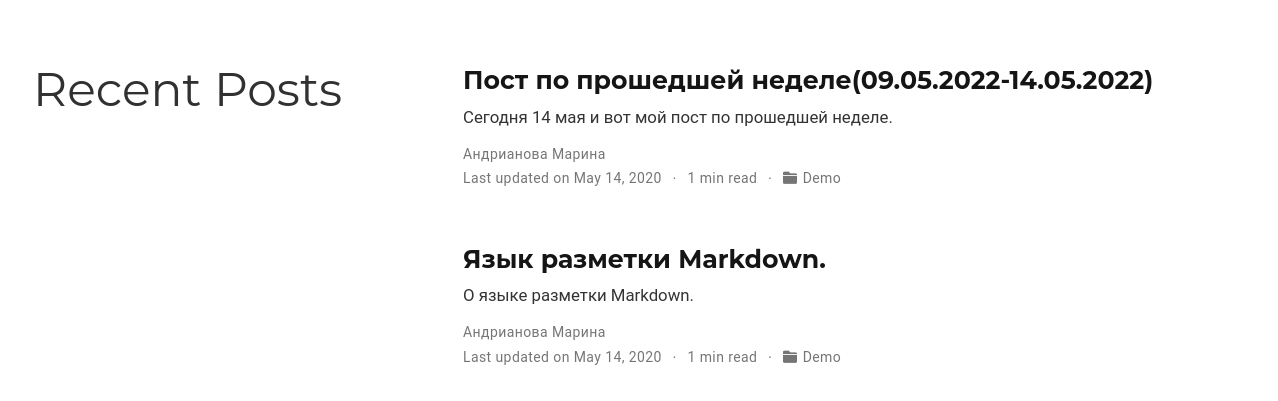 Recent Posts
Пост по прошедшей неделе(09.05.2022-14.05.2022)
Сегодня 14 мая и вот мой пост по прошедшей неделе.
Андрианова Марина
Last updated on May 14, 2020 · 1 min read · Demo
Язык разметки Markdown.
О языке разметки Markdown.
Андрианова Марина
Last updated on May 14, 2020 · 1 min read · Demo